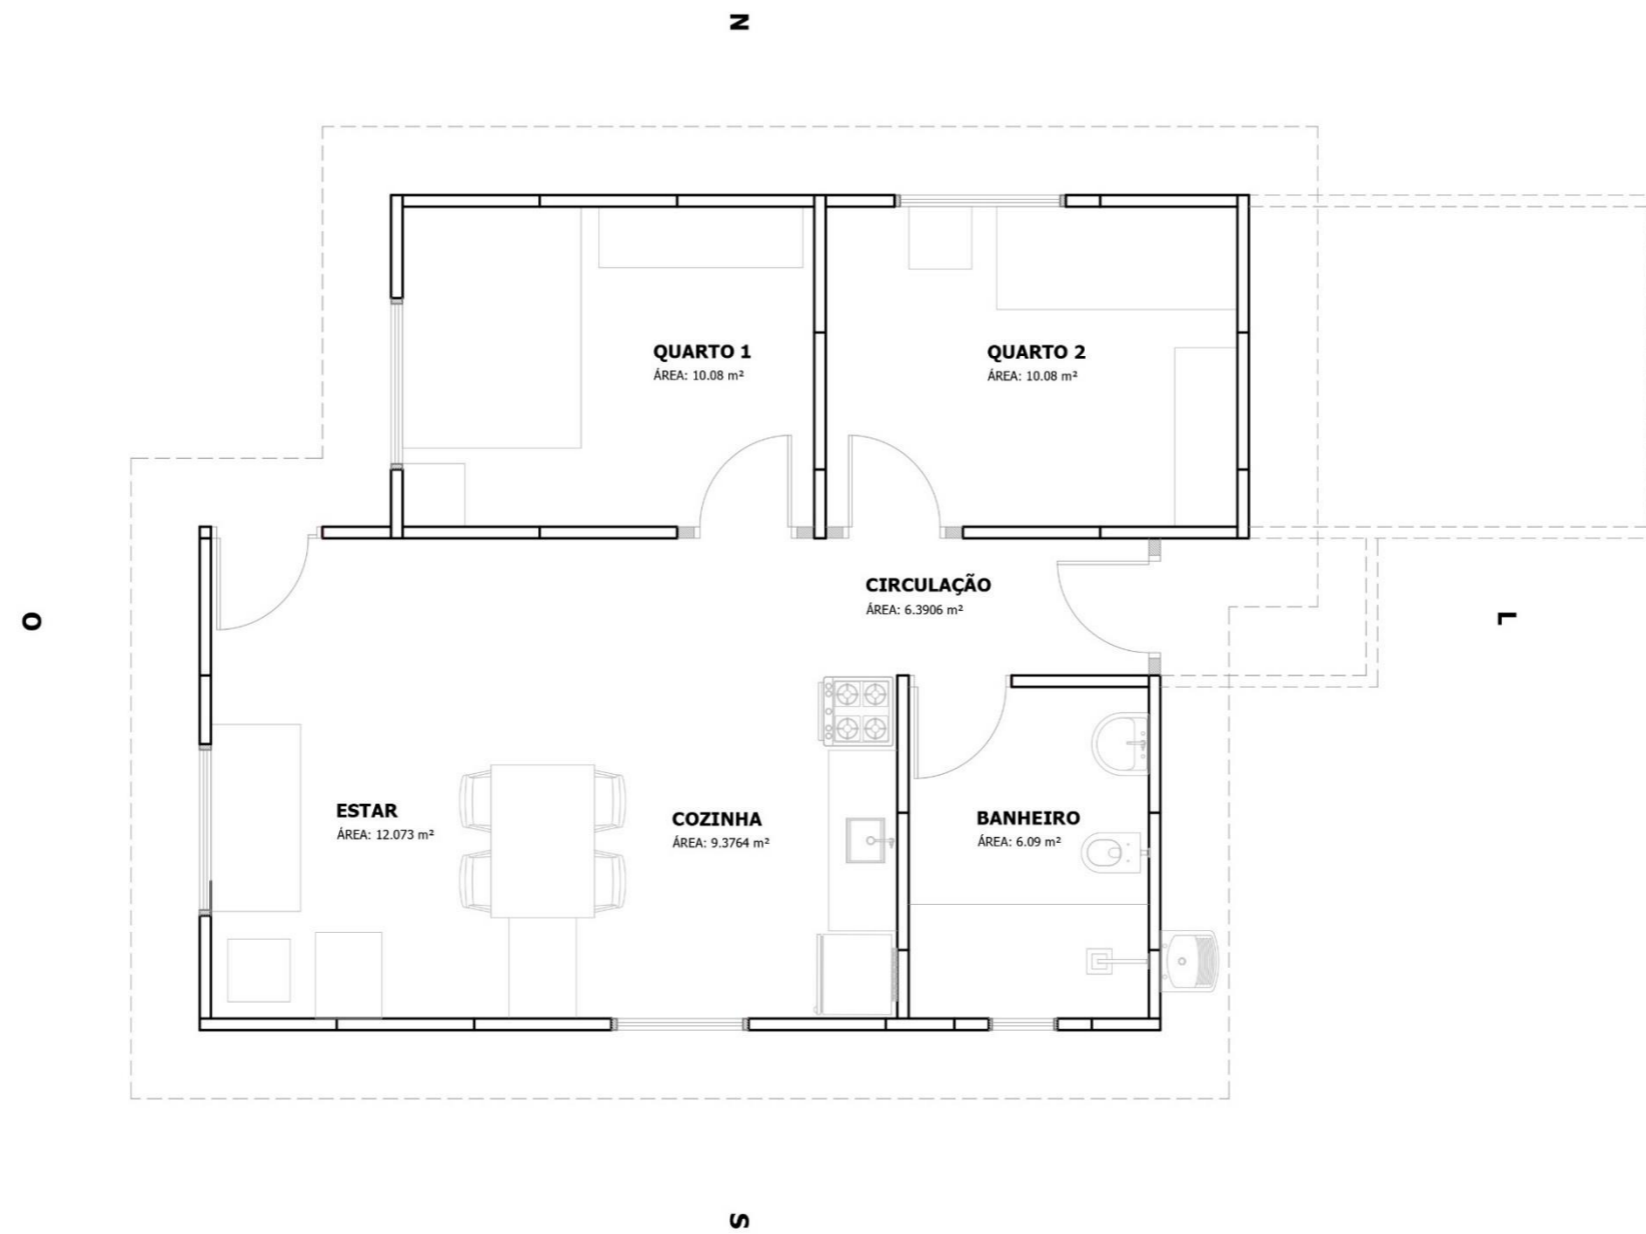 N
QUARTO 1
ÁREA: 10.08 m²
QUARTO 2
ÁREA: 10.08 m²
CIRCULAÇÃO
ÁREA: 6.3906 m²
O
L
ESTAR
ÁREA: 12.073 m²
COZINHA
ÁREA: 9.3764 m²
BANHEIRO
ÁREA: 6.09 m²
S